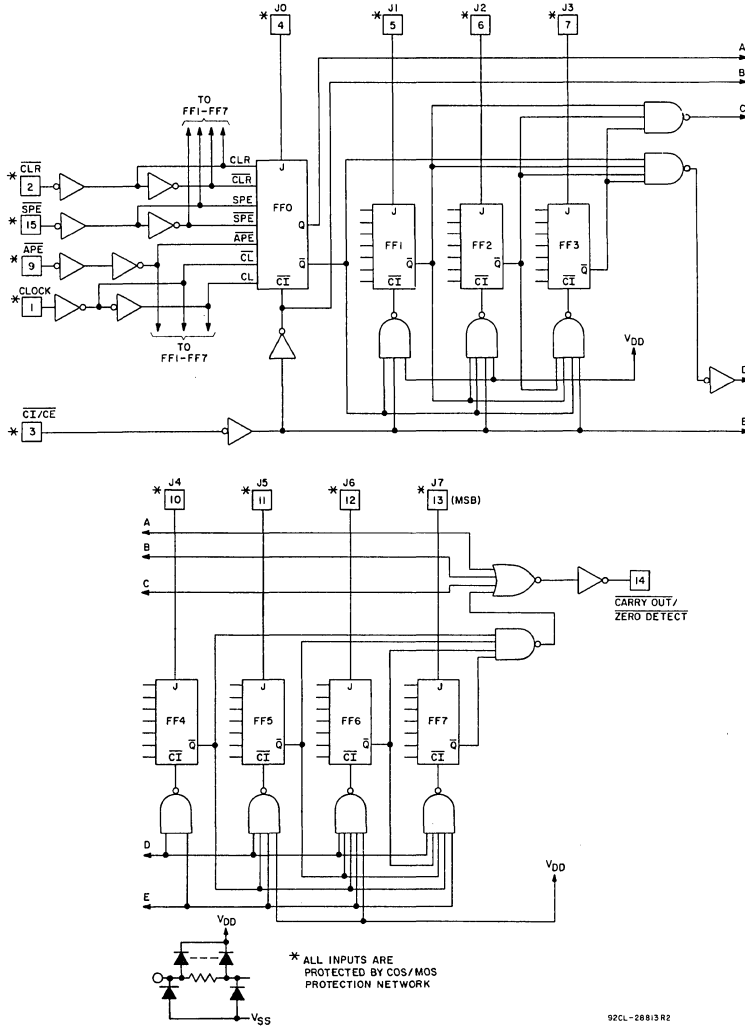 J0
* 4
J1
* 5
J2
* 6
J3
* 7
A
B
C
TO
FF1-FF7
* CLR
2
* SPE
15
* APE
9
* CLOCK
1
CLR
CLR
SPE
SPE
APE
CL
CL
J
FF0
Q
Q
CI
J
FF1
Q
CI
J
FF2
Q
CI
J
FF3
Q
CI
TO
FF1-FF7
VDD
D
CI/CE
* 3
E
J4
* 10
J5
* 11
J6
* 12
J7
* 13 (MSB)
A
B
C
14
CARRY OUT/
ZERO DETECT
J
FF4
Q
CI
J
FF5
Q
CI
J
FF6
Q
CI
J
FF7
Q
CI
D
E
VDD
VDD
VSS
* ALL INPUTS ARE
PROTECTED BY COS/MOS
PROTECTION NETWORK
92CL-28813R2